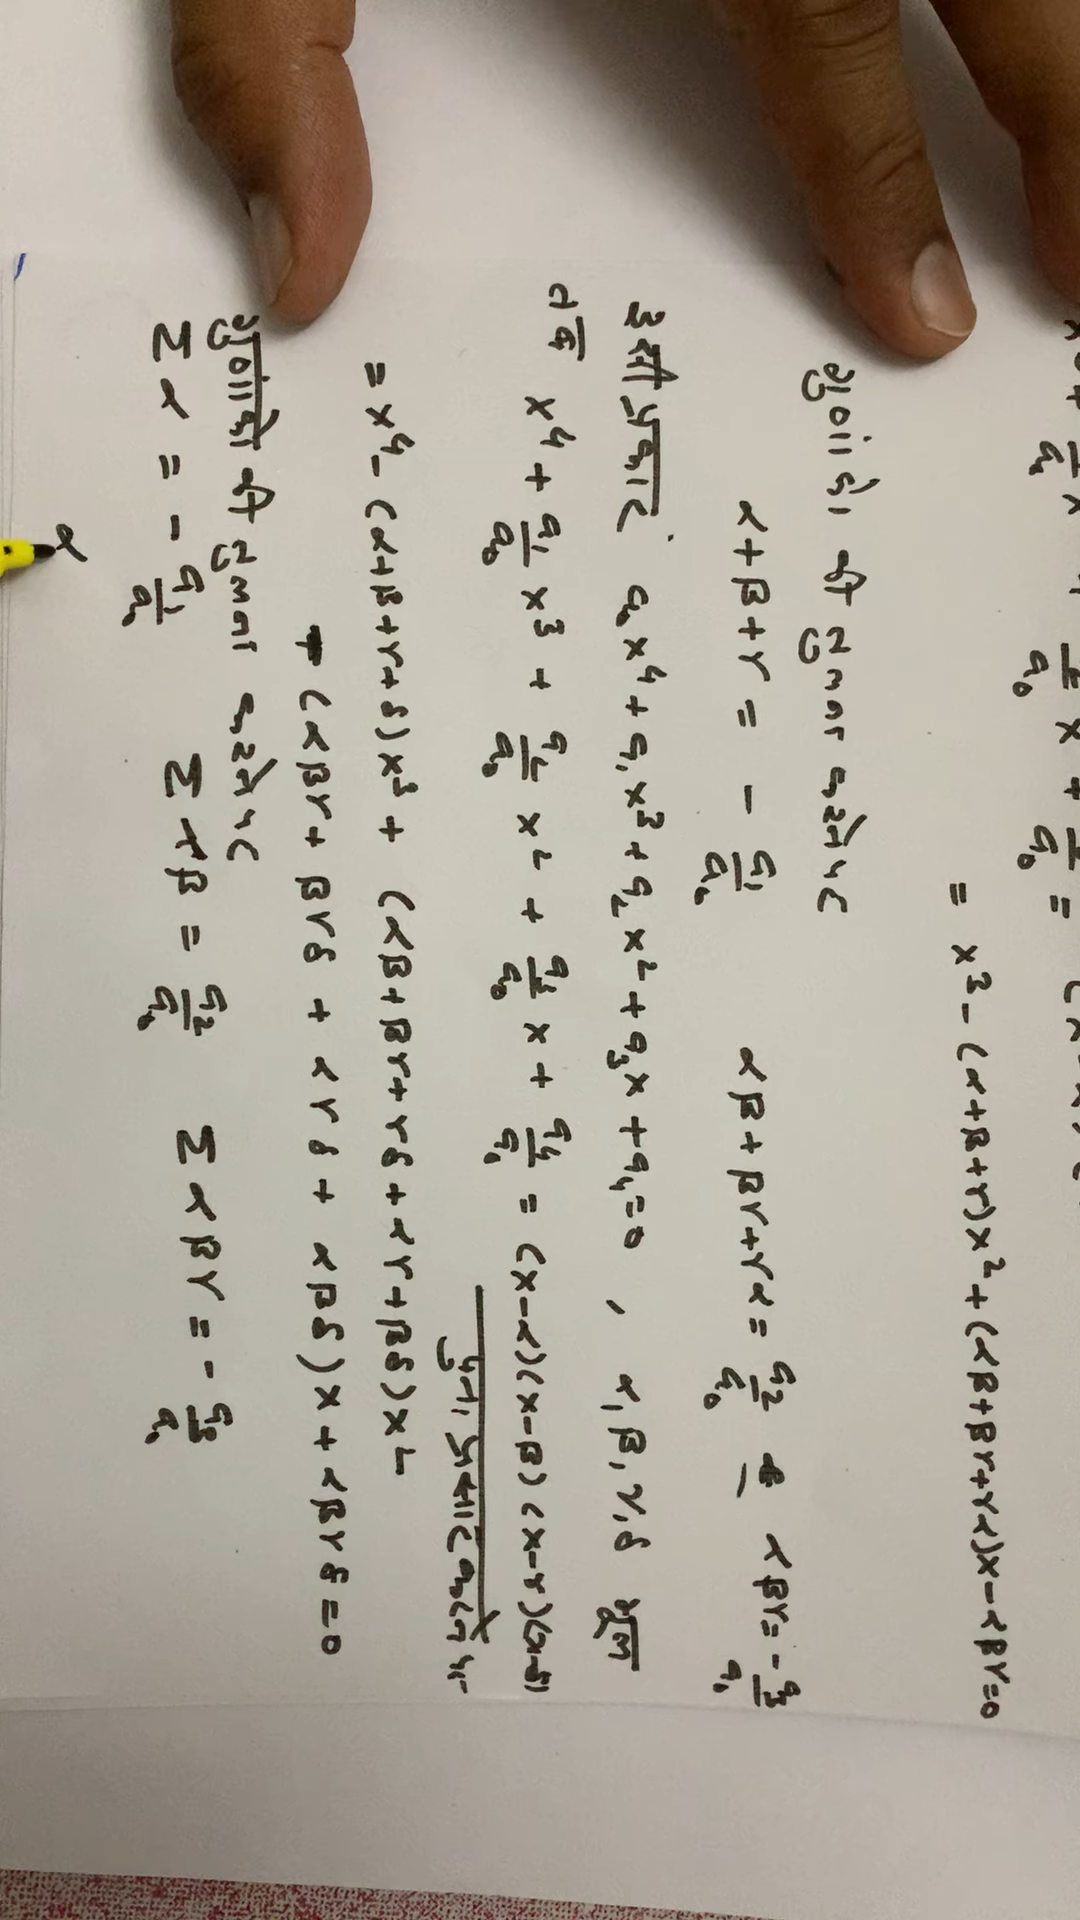 = x³ - (α+β+γ)x² + (αβ+βγ+γα)x - αβγ=0
गुणांको की तुलना करने पर
α+β+γ = - a₁/a₀ αβ+βγ+γα= a₂/a₀ & αβγ= - a₃/a₀
इसी प्रकार a₀x⁴ + a₁x³ + a₂x² + a₃x + a₄=0 , α, β, γ, δ मूल
तब x⁴ + a₁/a₀ x³ + a₂/a₀ x² + a₃/a₀ x + a₄/a₀ = (x-α)(x-β)(x-γ)(x-δ)
गुणा प्रसार करने पर
= x⁴ - (α+β+γ+δ)x³ + (αβ+βγ+γδ+αγ+βδ)x²
- (αβγ+βγδ + αγδ + αβδ)x + αβγδ=0
गुणांको की तुलना करने पर
Σα = - a₁/a₀ Σαβ = a₂/a₀ Σαβγ = - a₃/a₀
α